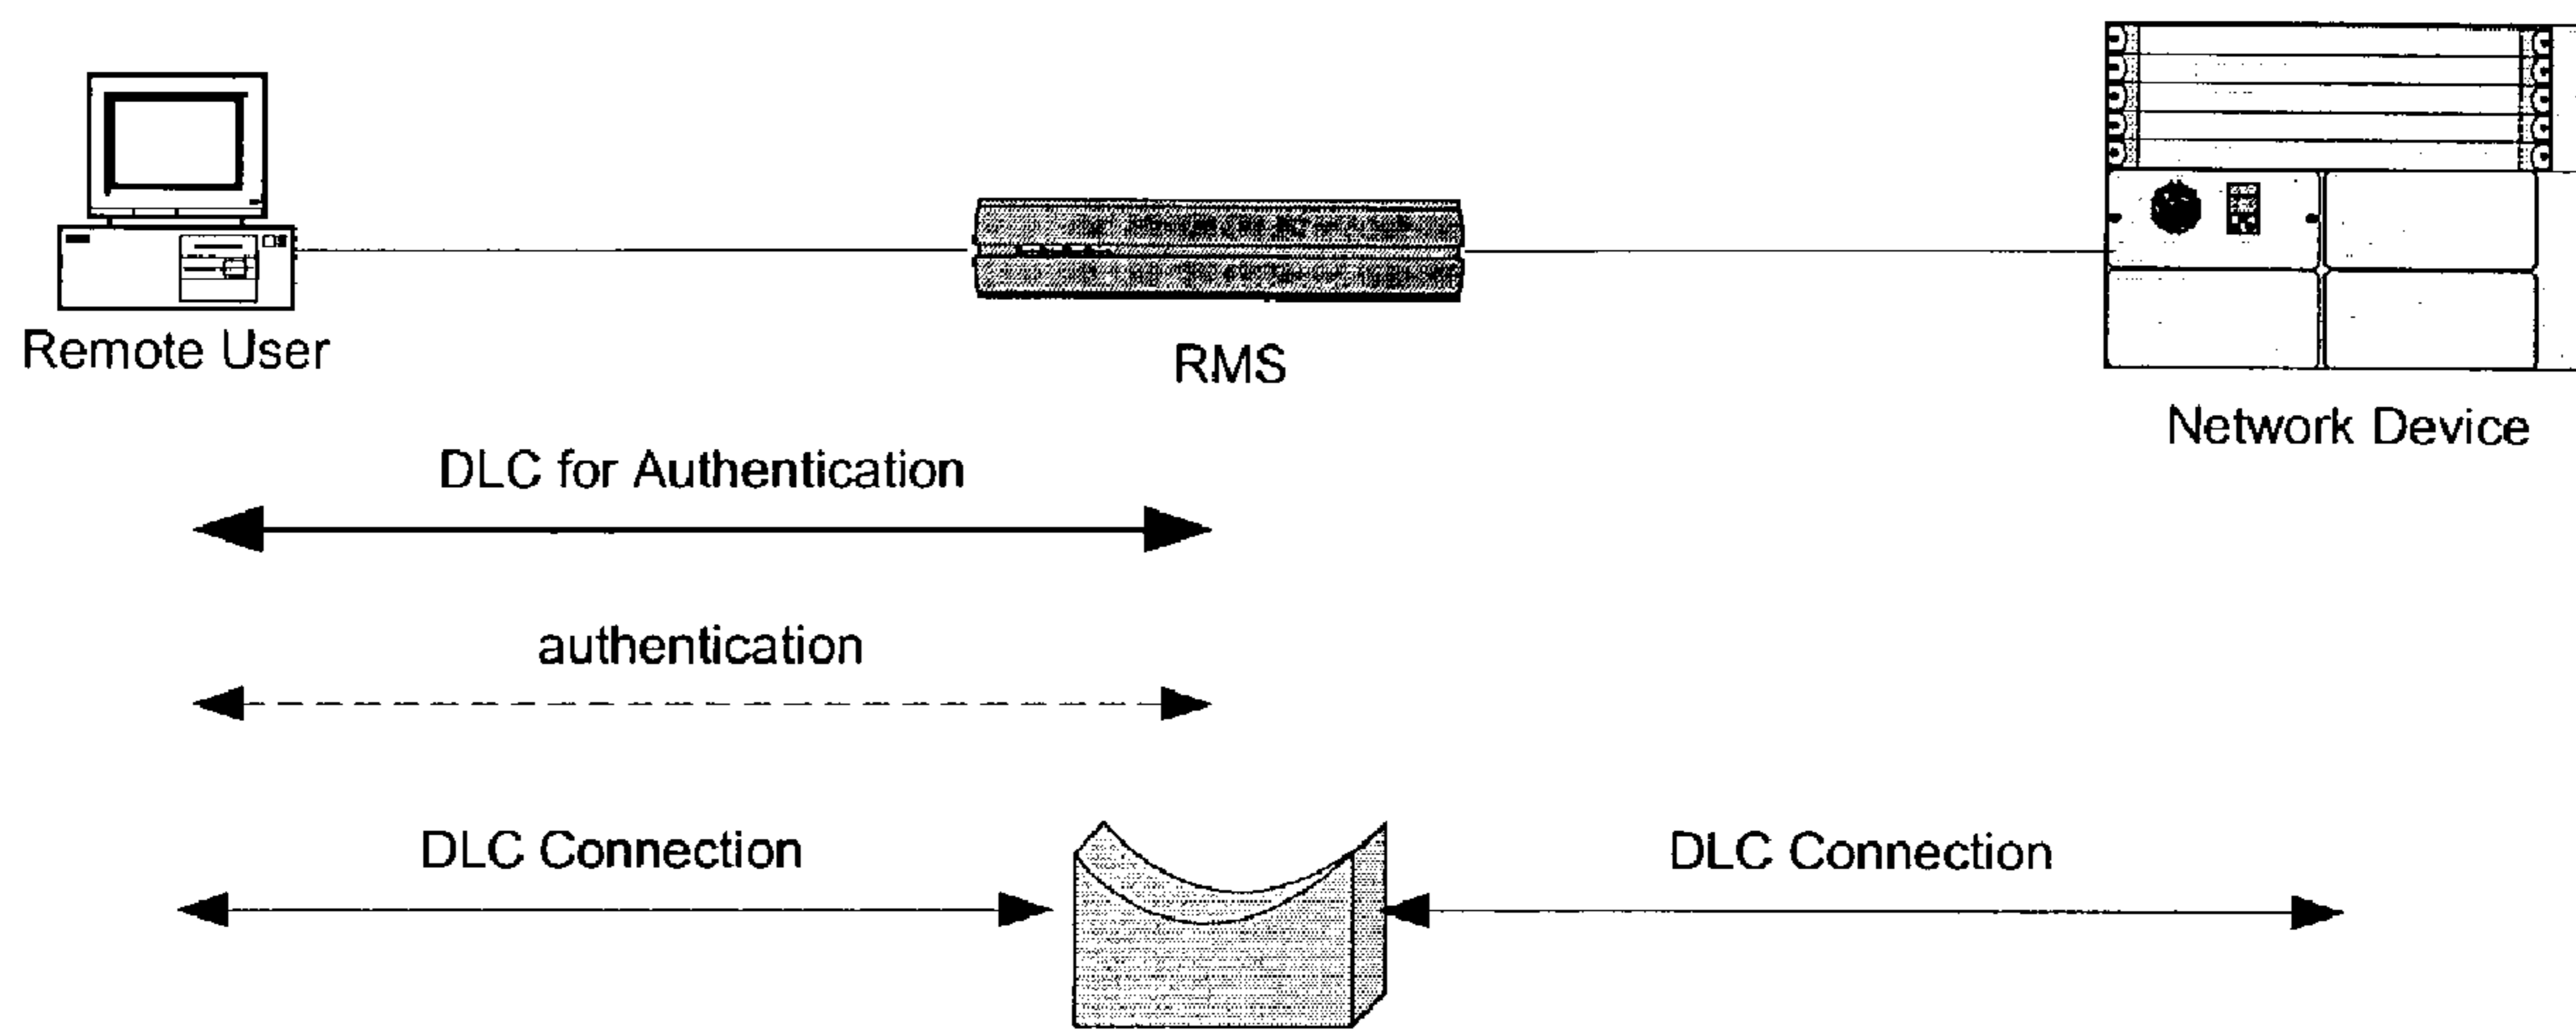 Remote User
RMS
Network Device
DLC for Authentication
authentication
DLC Connection
DLC Connection